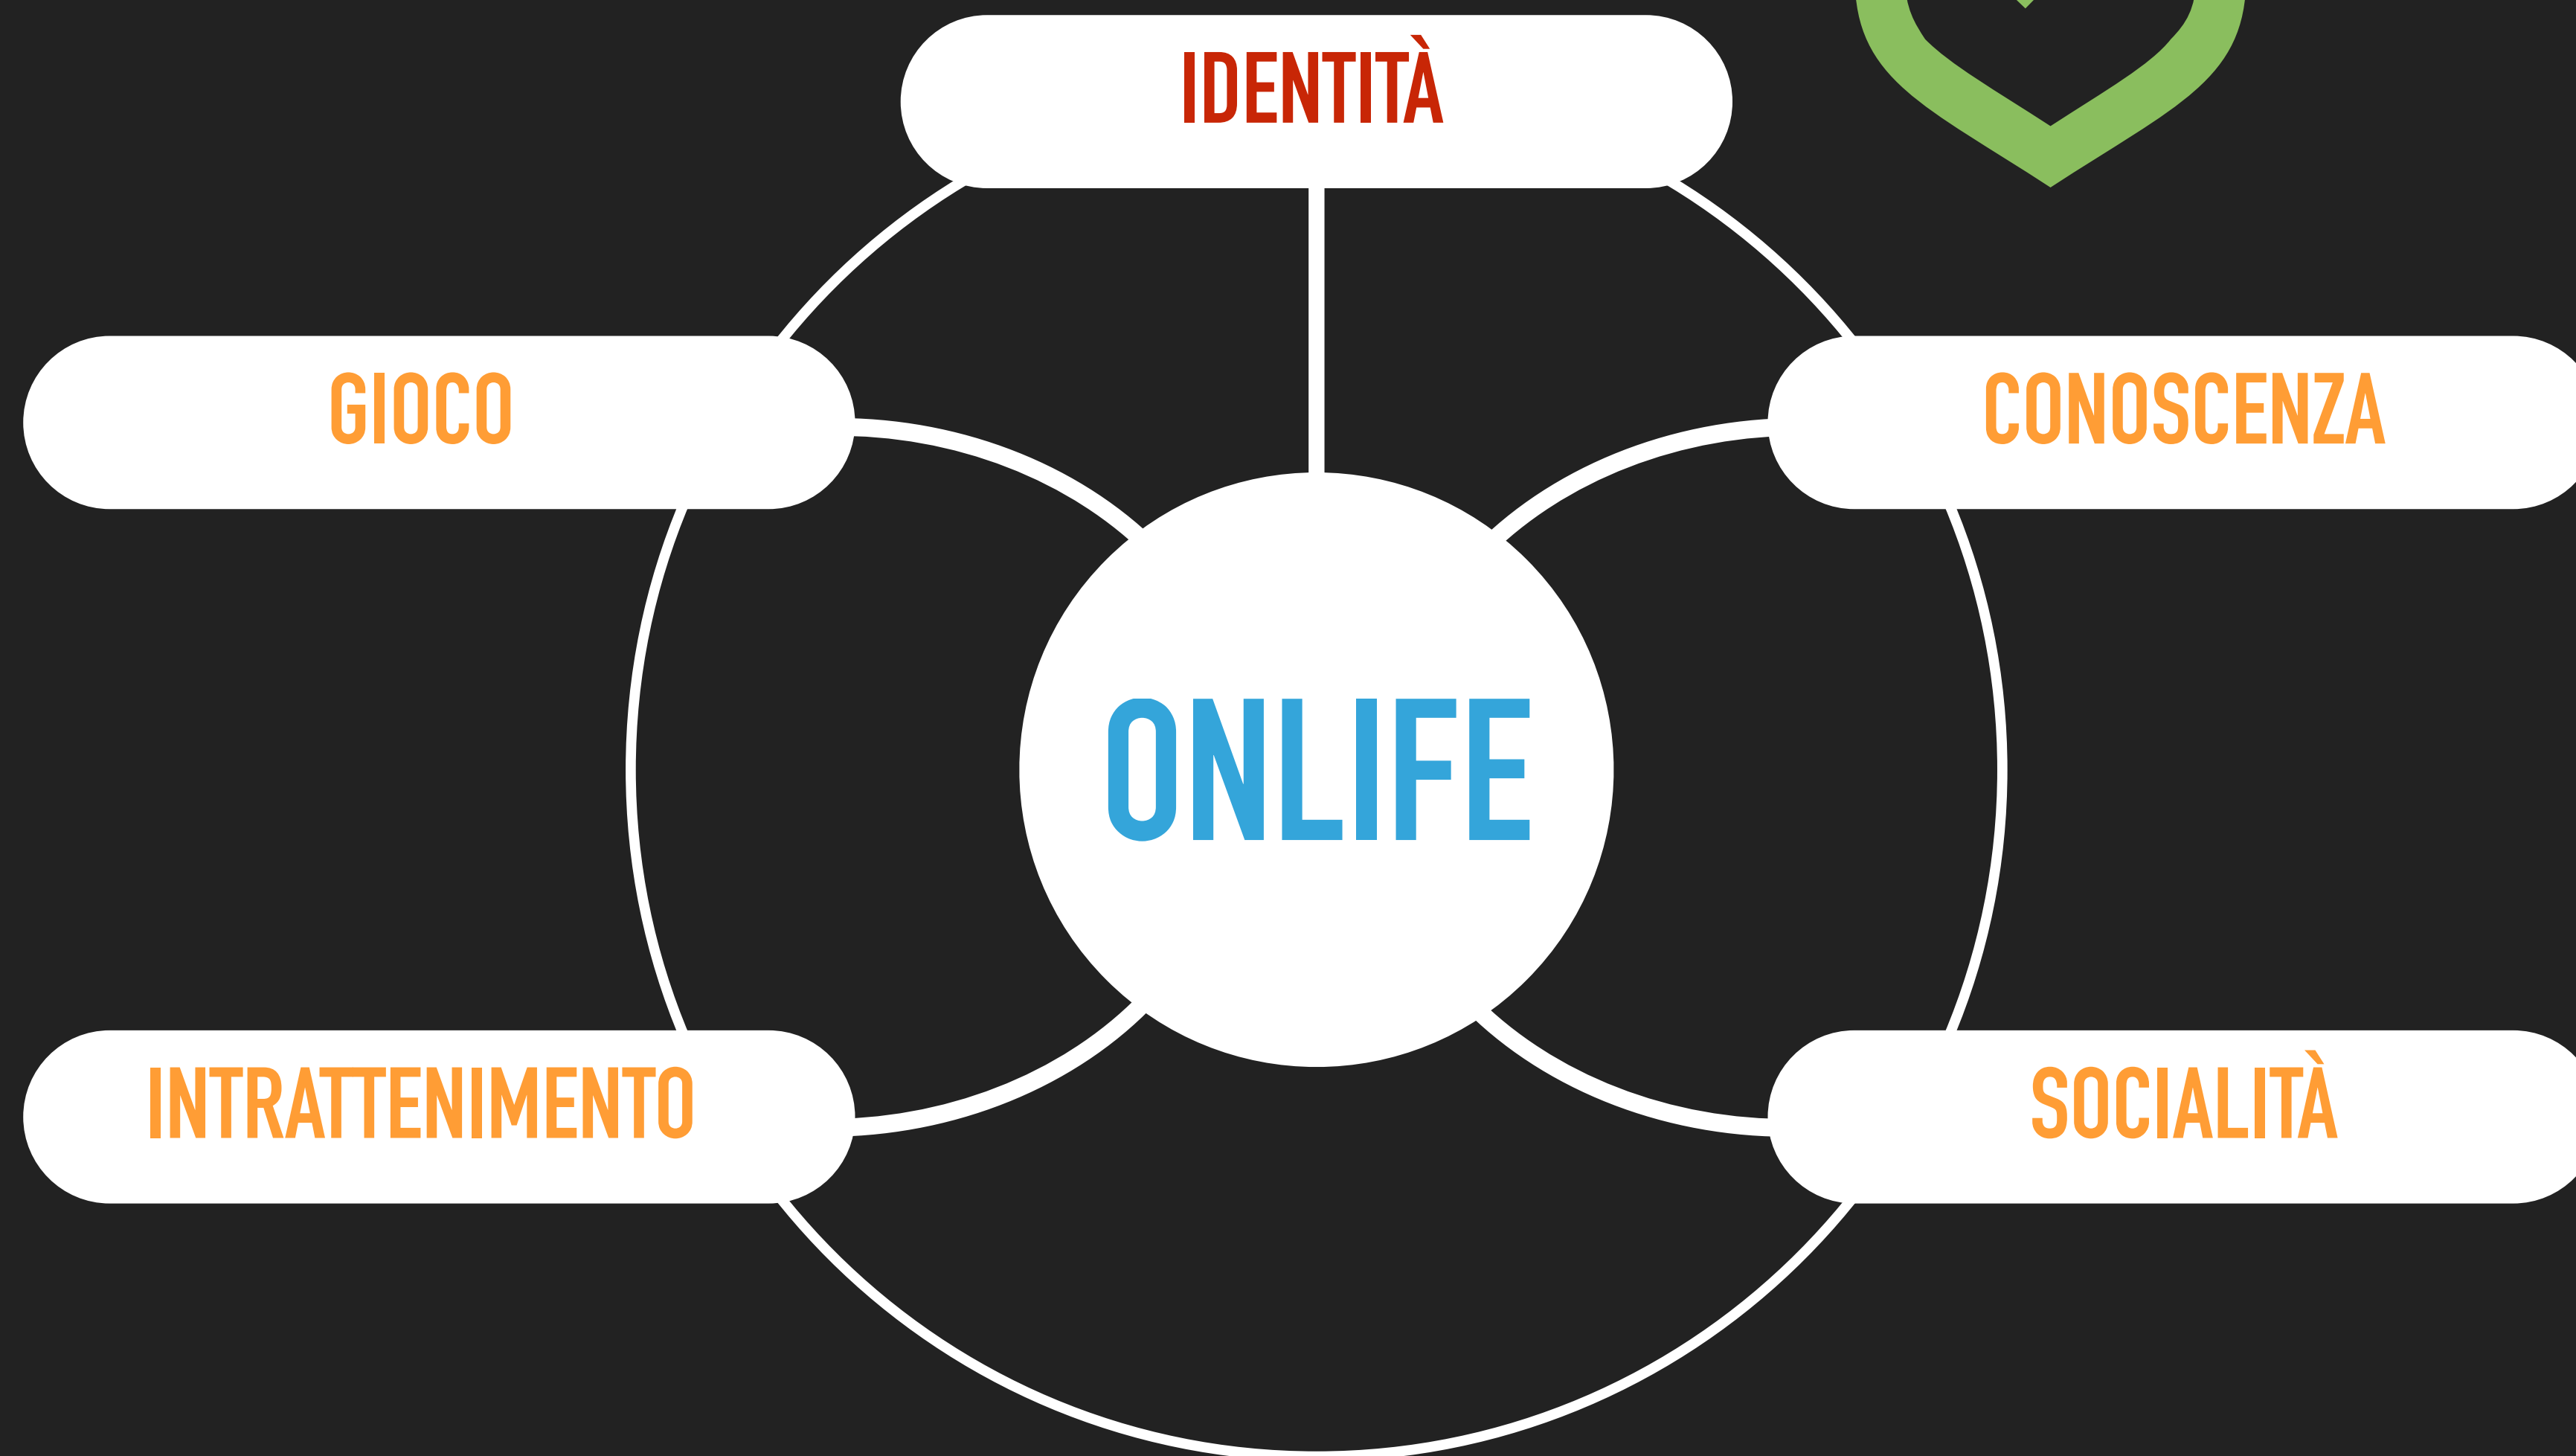 IDENTITÀ
GIOCO
CONOSCENZA
ONLIFE
INTRATTENIMENTO
SOCIALITÀ